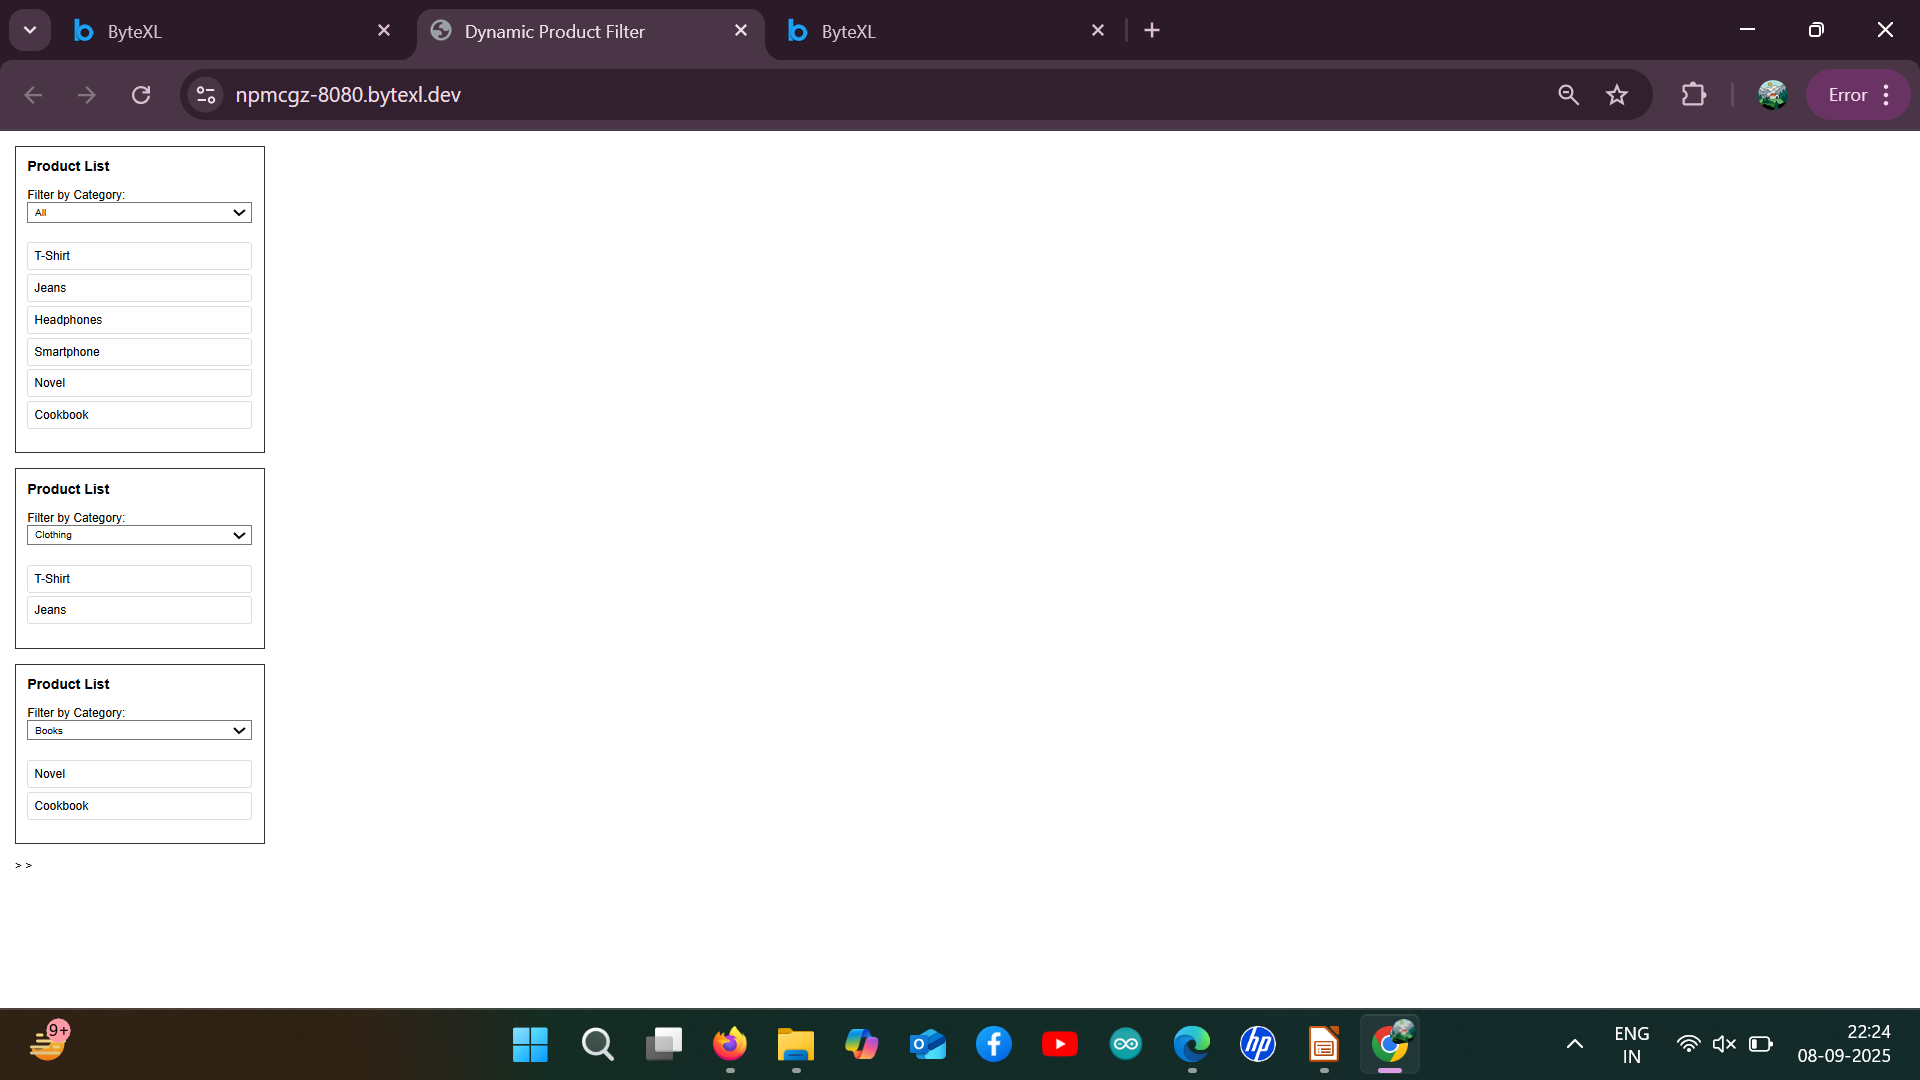 ByteXL
Dynamic Product Filter
ByteXL
npmcgz-8080.bytexl.dev
Error
Product List
Filter by Category:
All
T-Shirt
Jeans
Headphones
Smartphone
Novel
Cookbook
Product List
Filter by Category:
Clothing
T-Shirt
Jeans
Product List
Filter by Category:
Books
Novel
Cookbook
> >
9+
ENG
IN
22:24
08-09-2025